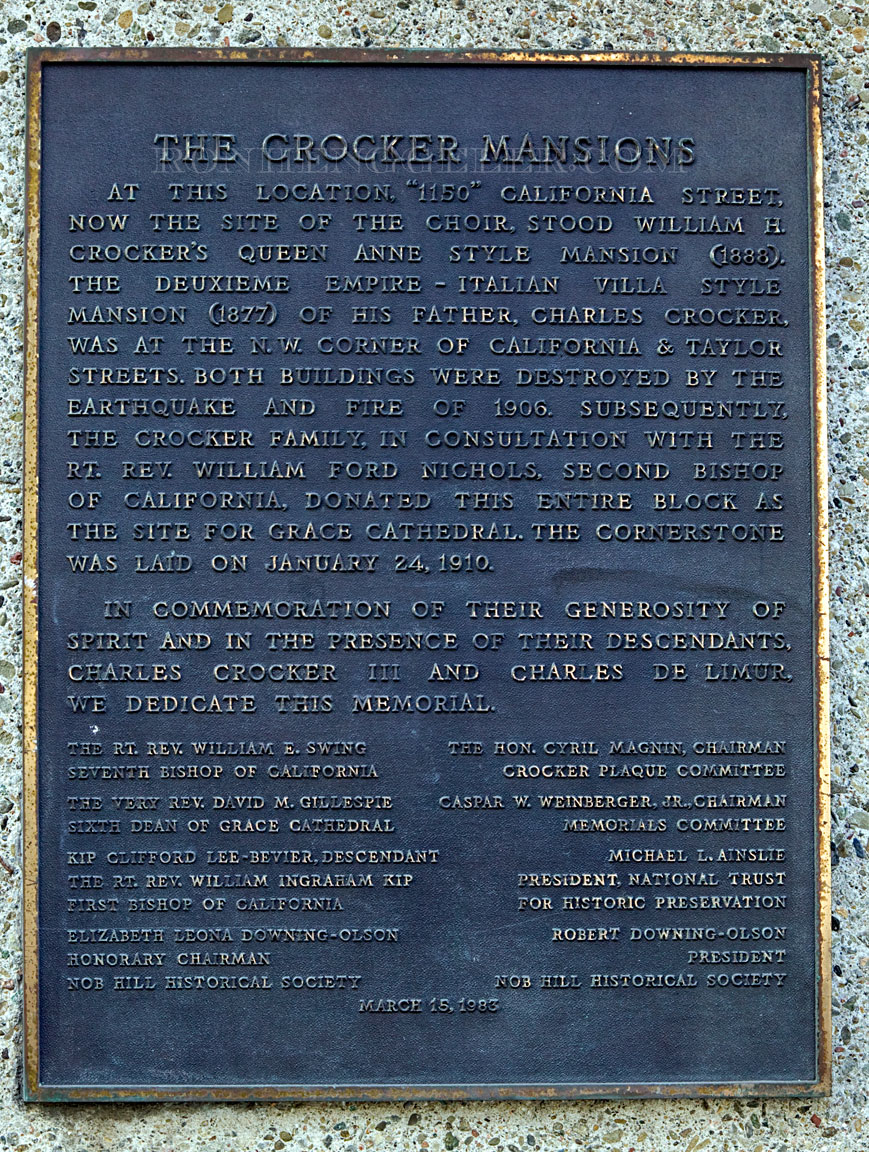 THE CROCKER MANSIONS
RONHENGGELER.COM
AT THIS LOCATION, "1150" CALIFORNIA STREET,
NOW THE SITE OF THE CHOIR, STOOD WILLIAM H.
CROCKER'S QUEEN ANNE STYLE MANSION (1888).
THE DEUXIEME EMPIRE - ITALIAN VILLA STYLE
MANSION (1877) OF HIS FATHER, CHARLES CROCKER,
WAS AT THE N.W. CORNER OF CALIFORNIA & TAYLOR
STREETS. BOTH BUILDINGS WERE DESTROYED BY THE
EARTHQUAKE AND FIRE OF 1906. SUBSEQUENTLY,
THE CROCKER FAMILY, IN CONSULTATION WITH THE
RT. REV. WILLIAM FORD NICHOLS, SECOND BISHOP
OF CALIFORNIA, DONATED THIS ENTIRE BLOCK AS
THE SITE FOR GRACE CATHEDRAL. THE CORNERSTONE
WAS LAID ON JANUARY 24, 1910.
IN COMMEMORATION OF THEIR GENEROSITY OF
SPIRIT AND IN THE PRESENCE OF THEIR DESCENDANTS,
CHARLES CROCKER III AND CHARLES DE LIMUR,
WE DEDICATE THIS MEMORIAL.
THE RT. REV. WILLIAM E. SWING
SEVENTH BISHOP OF CALIFORNIA
THE HON. CYRIL MAGNIN, CHAIRMAN
CROCKER PLAQUE COMMITTEE
THE VERY REV. DAVID M. GILLESPIE
SIXTH DEAN OF GRACE CATHEDRAL
CASPAR W. WEINBERGER, JR., CHAIRMAN
MEMORIALS COMMITTEE
KIP CLIFFORD LEE-BEVIER, DESCENDANT
THE RT. REV. WILLIAM INGRAHAM KIP
FIRST BISHOP OF CALIFORNIA
MICHAEL L. AINSLIE
PRESIDENT, NATIONAL TRUST
FOR HISTORIC PRESERVATION
ELIZABETH LEONA DOWNING-OLSON
HONORARY CHAIRMAN
NOB HILL HISTORICAL SOCIETY
ROBERT DOWNING-OLSON
PRESIDENT
NOB HILL HISTORICAL SOCIETY
MARCH 15, 1983